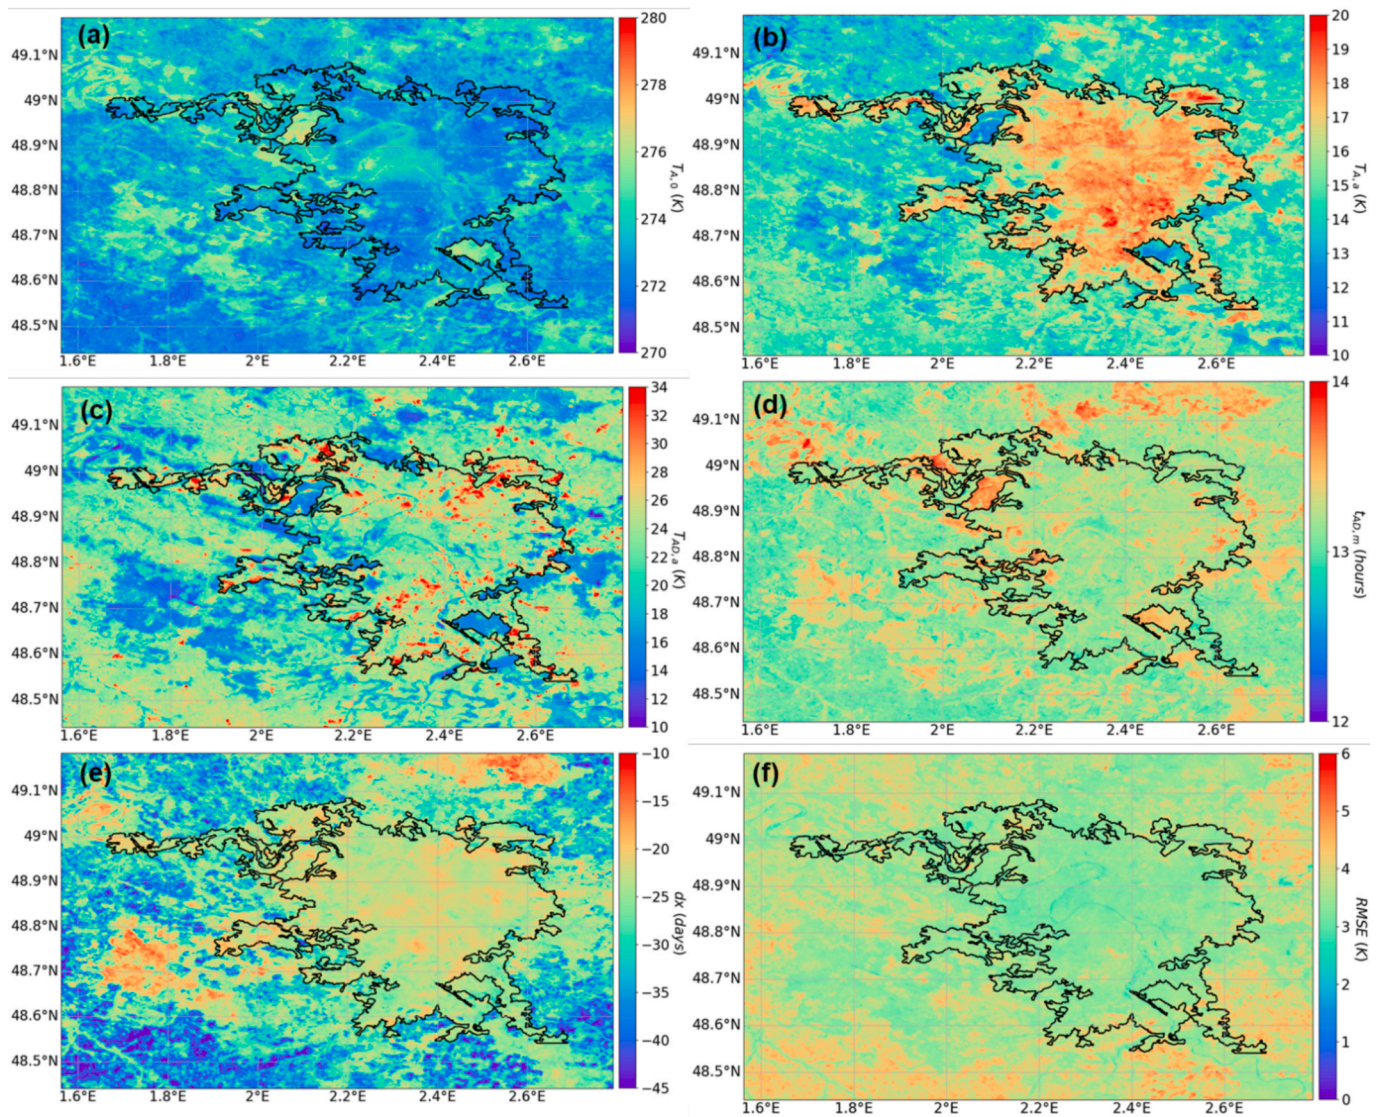 (a)
49.1°N
49°N
48.9°N
48.8°N
48.7°N
48.6°N
48.5°N
1.6°E 1.8°E 2°E 2.2°E 2.4°E 2.6°E
280
278
276
274
272
270
T_A,0 (K)
(b)
49.1°N
49°N
48.9°N
48.8°N
48.7°N
48.6°N
48.5°N
1.6°E 1.8°E 2°E 2.2°E 2.4°E 2.6°E
20
19
18
17
16
15
14
13
12
11
10
T_A,a (K)
(c)
49.1°N
49°N
48.9°N
48.8°N
48.7°N
48.6°N
48.5°N
1.6°E 1.8°E 2°E 2.2°E 2.4°E 2.6°E
34
32
30
28
26
24
22
20
18
16
14
12
10
T_AD,a (K)
(d)
49.1°N
49°N
48.9°N
48.8°N
48.7°N
48.6°N
48.5°N
1.6°E 1.8°E 2°E 2.2°E 2.4°E 2.6°E
14
13
12
t_AD,m (hours)
(e)
49.1°N
49°N
48.9°N
48.8°N
48.7°N
48.6°N
48.5°N
1.6°E 1.8°E 2°E 2.2°E 2.4°E 2.6°E
−10
−15
−20
−25
−30
−35
−40
−45
dx (days)
(f)
49.1°N
49°N
48.9°N
48.8°N
48.7°N
48.6°N
48.5°N
1.6°E 1.8°E 2°E 2.2°E 2.4°E 2.6°E
6
5
4
3
2
1
0
RMSE (K)